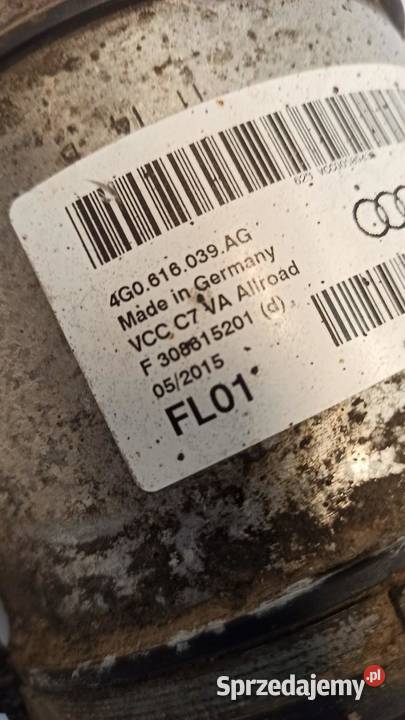 4G0.616.039.AG
Made in Germany
VCC C7 VA Allroad
F 308615201 (d)
05/2015
FL01
Sprzedajemy.pl